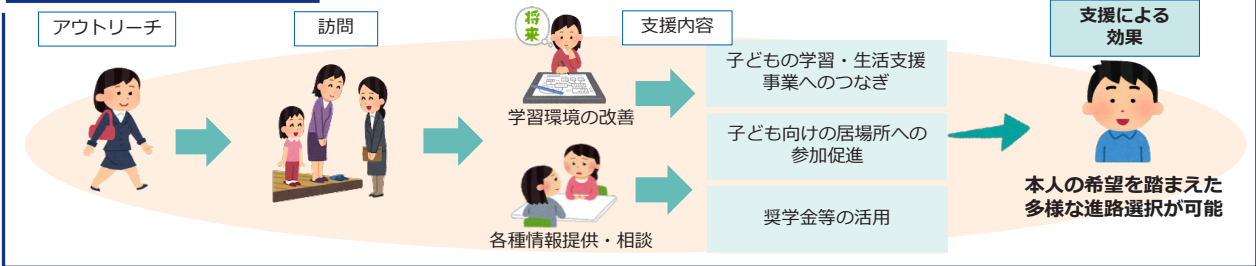 アウトリーチ
訪問
将来
支援内容
支援による
効果
学習環境の改善
各種情報提供・相談
子どもの学習・生活支援
事業へのつなぎ
子ども向けの居場所への
参加促進
奨学金等の活用
本人の希望を踏まえた
多様な進路選択が可能